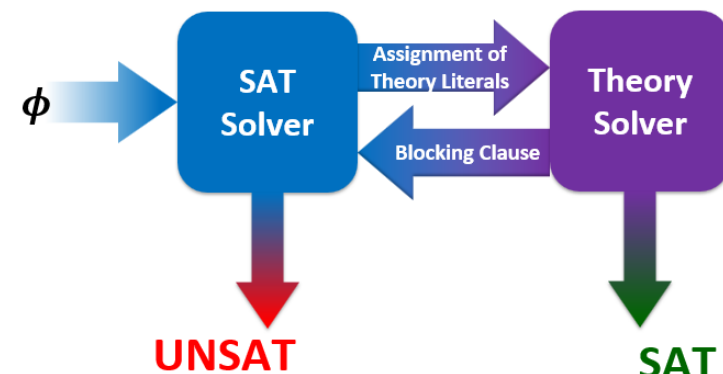 ϕ
SAT
Solver
Assignment of
Theory Literals
Blocking Clause
Theory
Solver
UNSAT
SAT